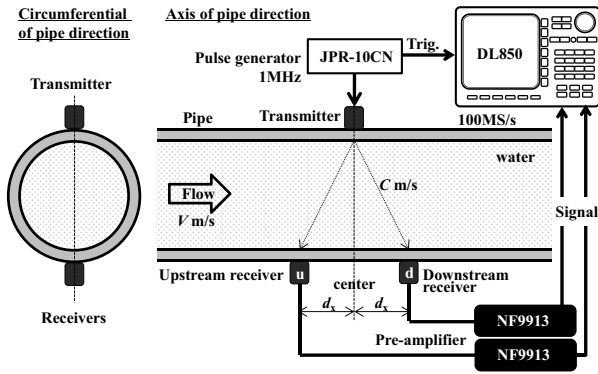 Circumferential
of pipe direction
Axis of pipe direction
Pulse generator
1MHz
JPR-10CN
Trig.
DL850
Transmitter
Transmitter
Pipe
100MS/s
water
Flow
V m/s
C m/s
Signal
Upstream receiver
u
center
d
Downstream
receiver
dx
dx
Receivers
NF9913
Pre-amplifier
NF9913